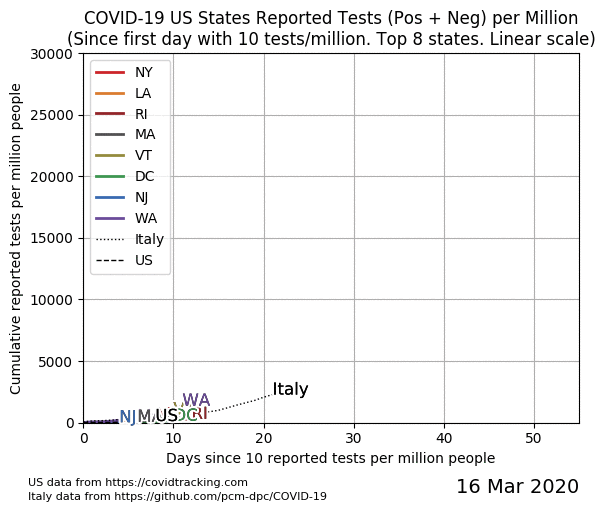 COVID-19 US States Reported Tests (Pos + Neg) per Million
(Since first day with 10 tests/million. Top 8 states. Linear scale)
30000
25000
20000
15000
10000
5000
0
Cumulative reported tests per million people
NY
LA
RI
MA
VT
DC
NJ
WA
Italy
US
Italy
WA
NJ
US
DC
RI
0
10
20
30
40
50
Days since 10 reported tests per million people
US data from https://covidtracking.com
Italy data from https://github.com/pcm-dpc/COVID-19
16 Mar 2020